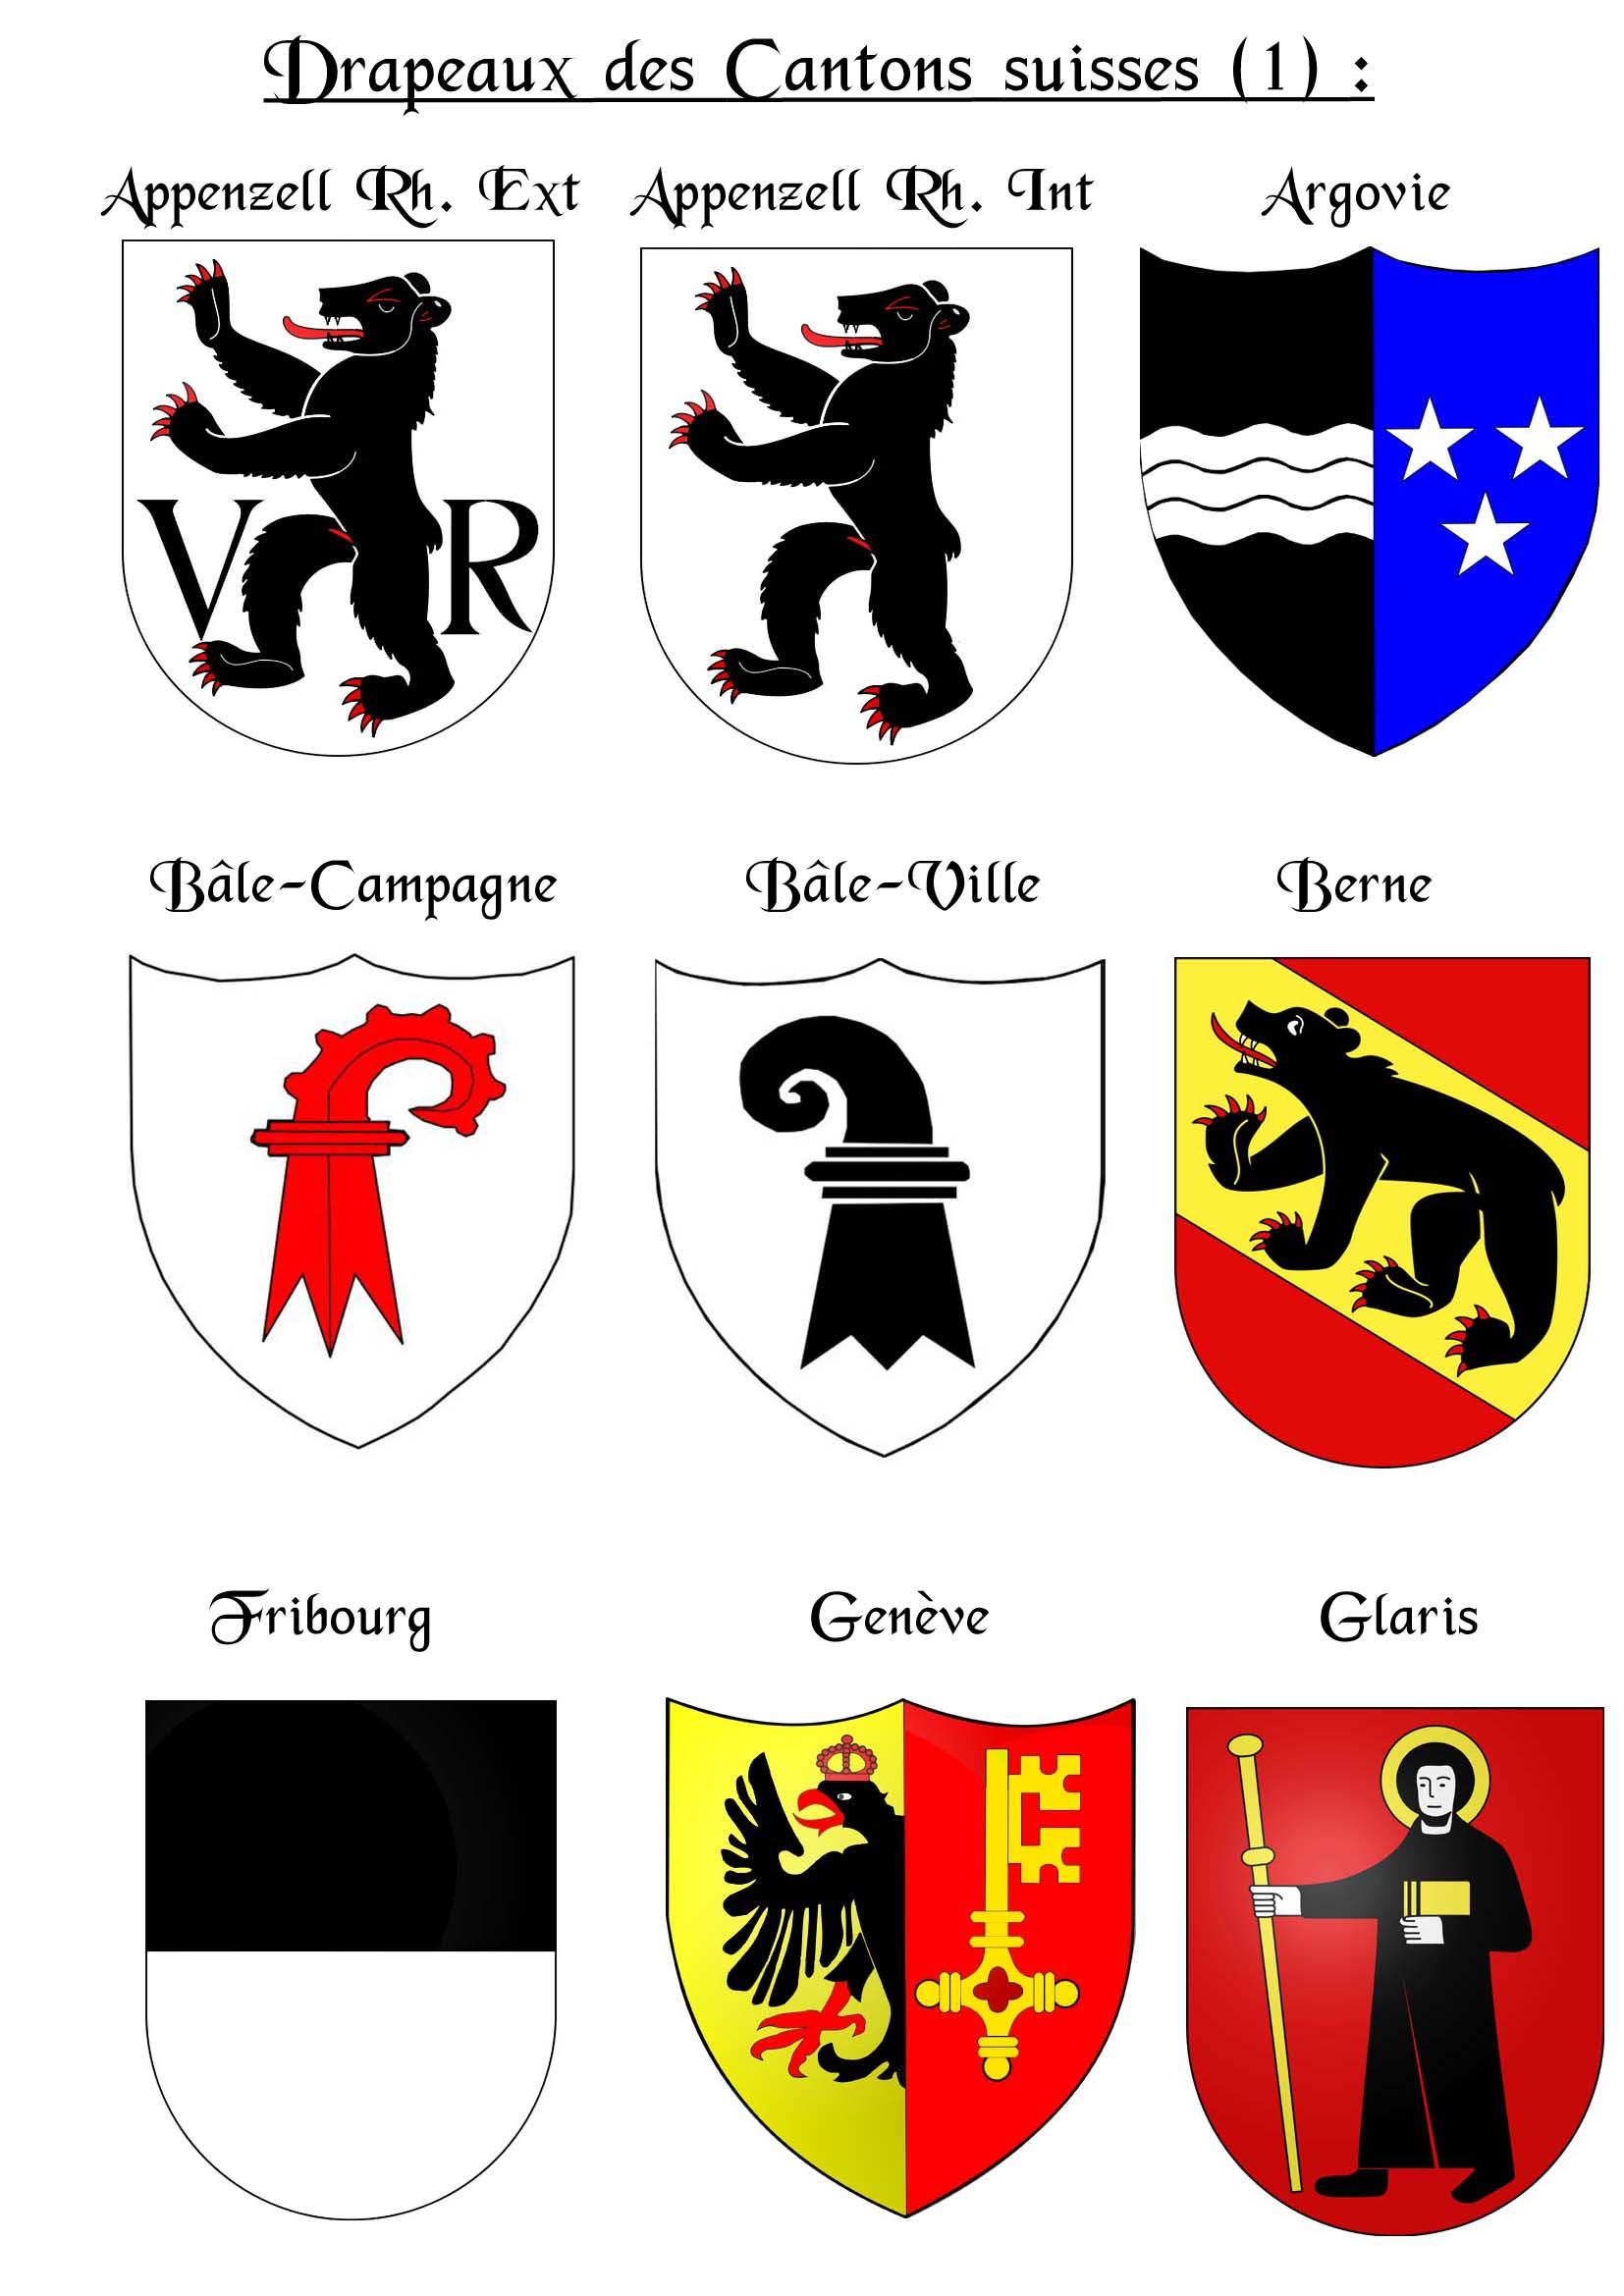 Drapeaux des Cantons suisses (1) :
Appenzell Rh. Ext Appenzell Rh. Int Argovie
V R
Bâle-Campagne Bâle-Ville Berne
Fribourg Genève Glaris